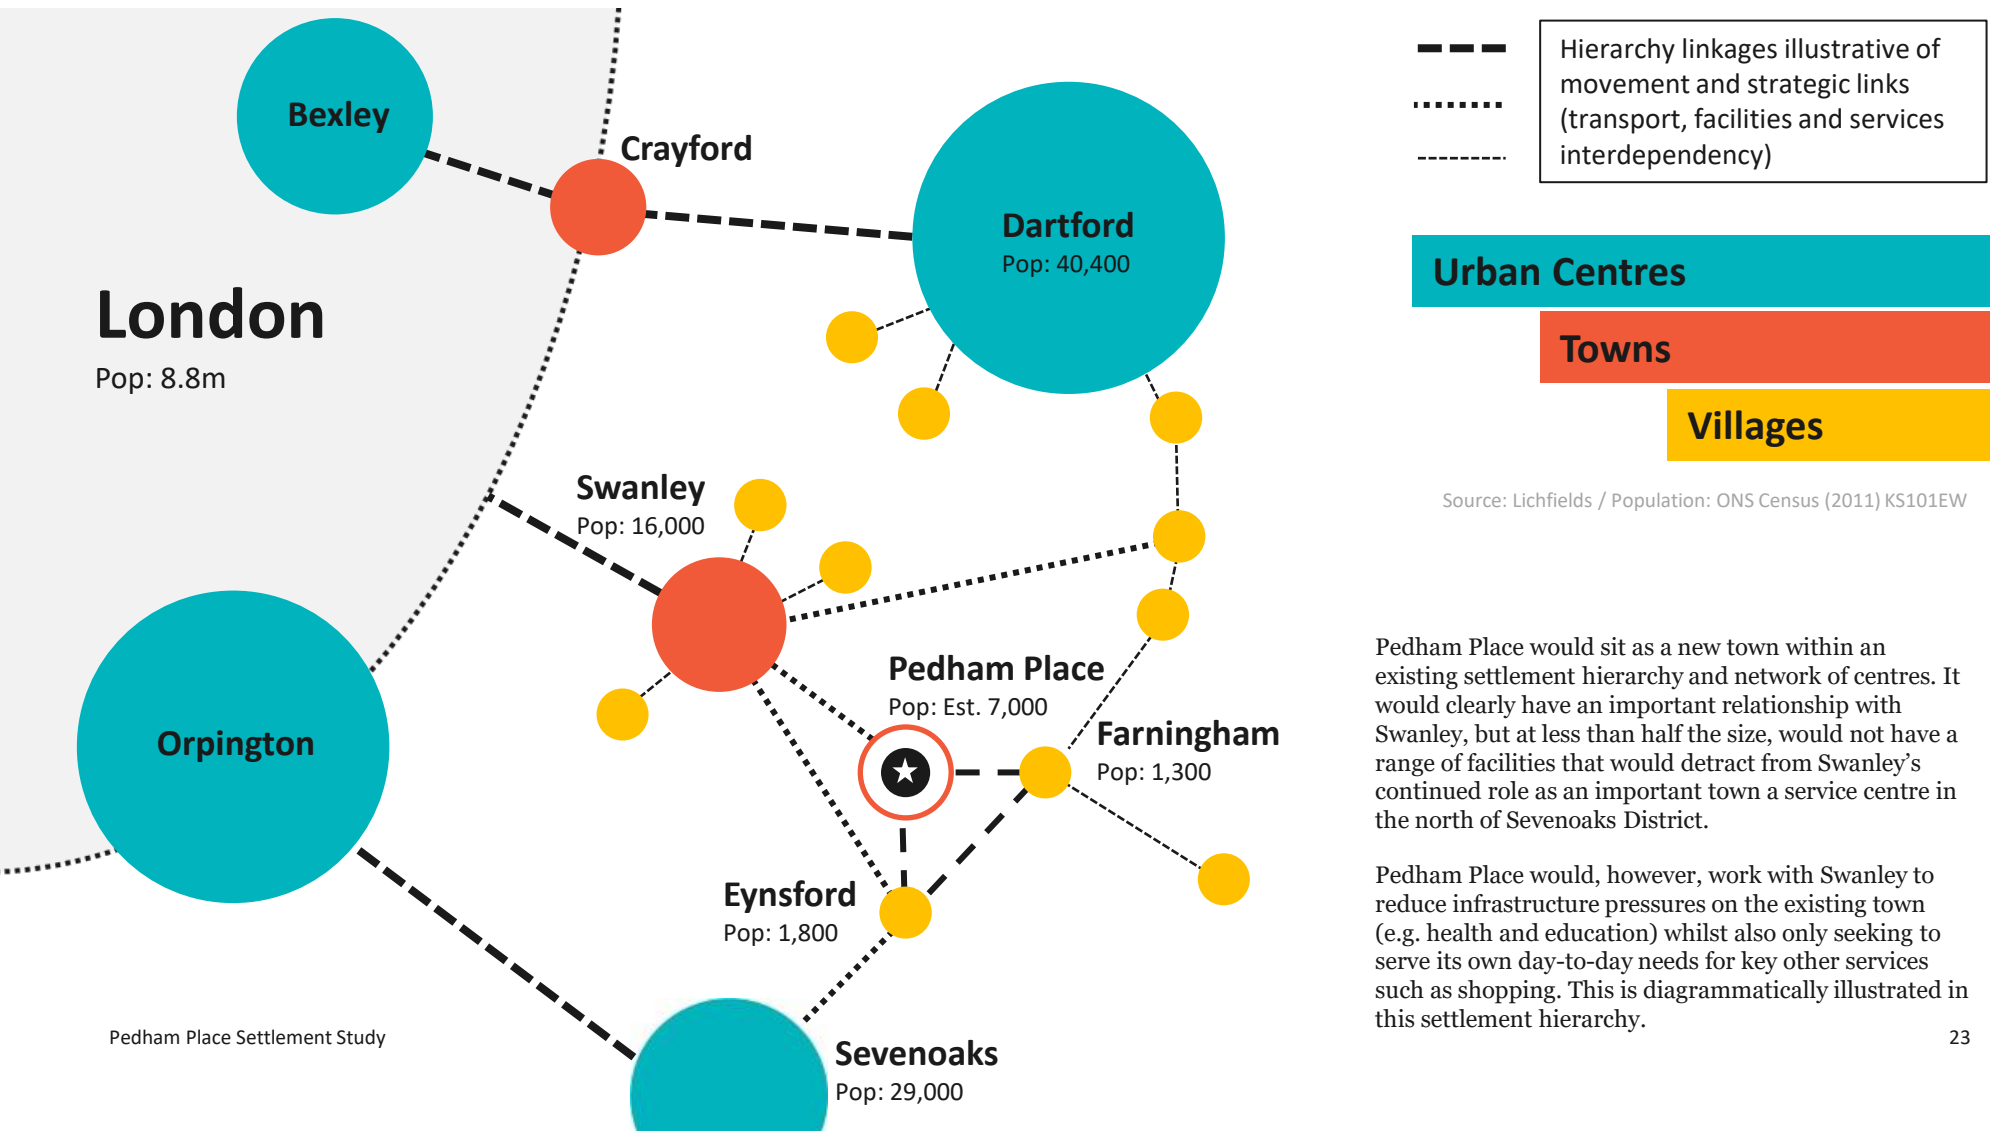 Bexley
Crayford
London
Pop: 8.8m
Dartford
Pop: 40,400
Swanley
Pop: 16,000
Pedham Place
Pop: Est. 7,000
Farningham
Pop: 1,300
Orpington
Eynsford
Pop: 1,800
Sevenoaks
Pop: 29,000
Pedham Place Settlement Study
Hierarchy linkages illustrative of
movement and strategic links
(transport, facilities and services
interdependency)
Urban Centres
Towns
Villages
Source: Lichfields / Population: ONS Census (2011) KS101EW
Pedham Place would sit as a new town within an
existing settlement hierarchy and network of centres. It
would clearly have an important relationship with
Swanley, but at less than half the size, would not have a
range of facilities that would detract from Swanley’s
continued role as an important town a service centre in
the north of Sevenoaks District.
Pedham Place would, however, work with Swanley to
reduce infrastructure pressures on the existing town
(e.g. health and education) whilst also only seeking to
serve its own day-to-day needs for key other services
such as shopping. This is diagrammatically illustrated in
this settlement hierarchy.
23